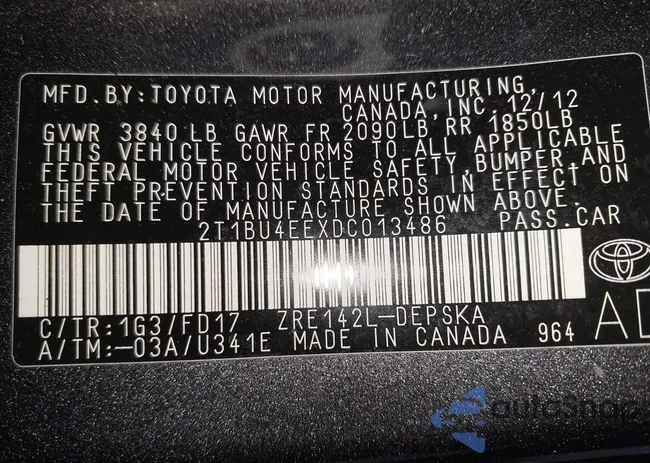 MFD.BY:TOYOTA MOTOR MANUFACTURING,
CANADA,INC. 12/12
GVWR 3840 LB GAWR FR 2090LB RR 1850LB
THIS VEHICLE CONFORMS TO ALL APPLICABLE
FEDERAL MOTOR VEHICLE SAFETY,BUMPER,AND
THEFT PREVENTION STANDARDS IN EFFECT ON
THE DATE OF MANUFACTURE SHOWN ABOVE.
2T1BU4EEXDC013486 PASS.CAR
C/TR:1G3/FD17 ZRE142L-DEPSKA
A/TM:-03A/U341E MADE IN CANADA 964
AD
autoSnap